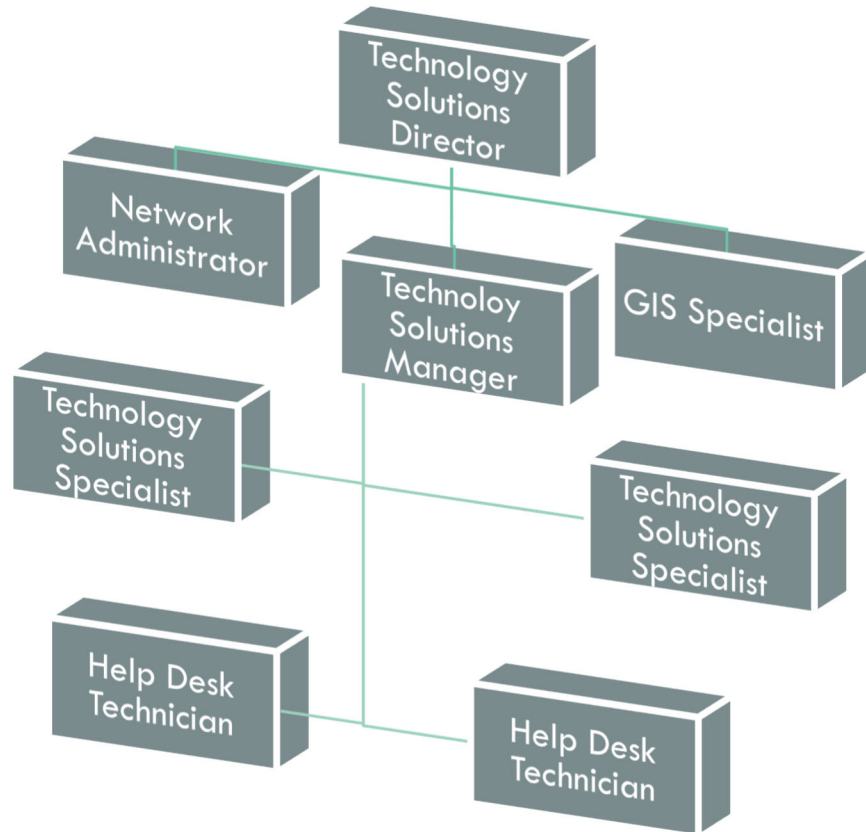 Technology
Solutions
Director
Network
Administrator
Technoloy
Solutions
Manager
GIS Specialist
Technology
Solutions
Specialist
Technology
Solutions
Specialist
Help Desk
Technician
Help Desk
Technician